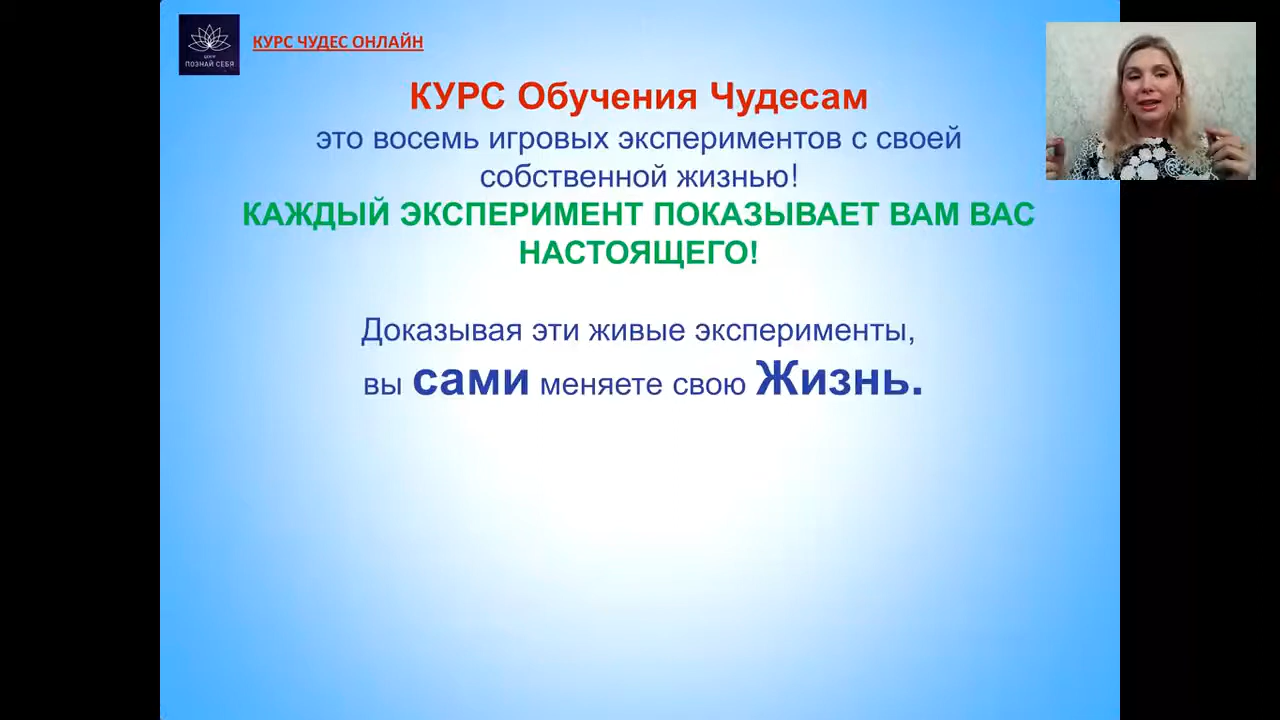 ЦЕНТР
ПОЗНАЙ СЕБЯ
КУРС ЧУДЕС ОНЛАЙН
КУРС Обучения Чудесам
это восемь игровых экспериментов с своей
собственной жизнью!
КАЖДЫЙ ЭКСПЕРИМЕНТ ПОКАЗЫВАЕТ ВАМ ВАС
НАСТОЯЩЕГО!
Доказывая эти живые эксперименты,
вы сами меняете свою Жизнь.